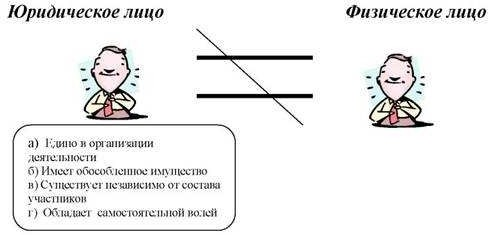 Юридическое лицо
Физическое лицо
а) Едино в организации
деятельности
б) Имеет обособленное имущество
в) Существует независимо от состава
участников
г) Обладает самостоятельной волей